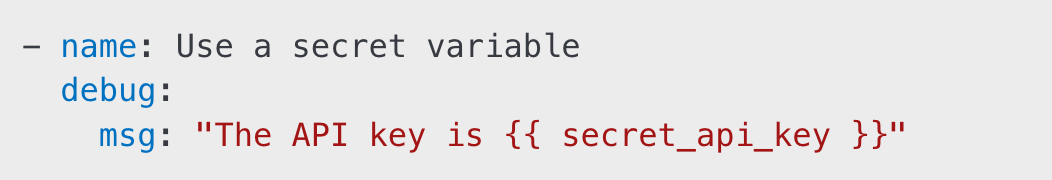 - name: Use a secret variable
  debug:
    msg: "The API key is {{ secret_api_key }}"